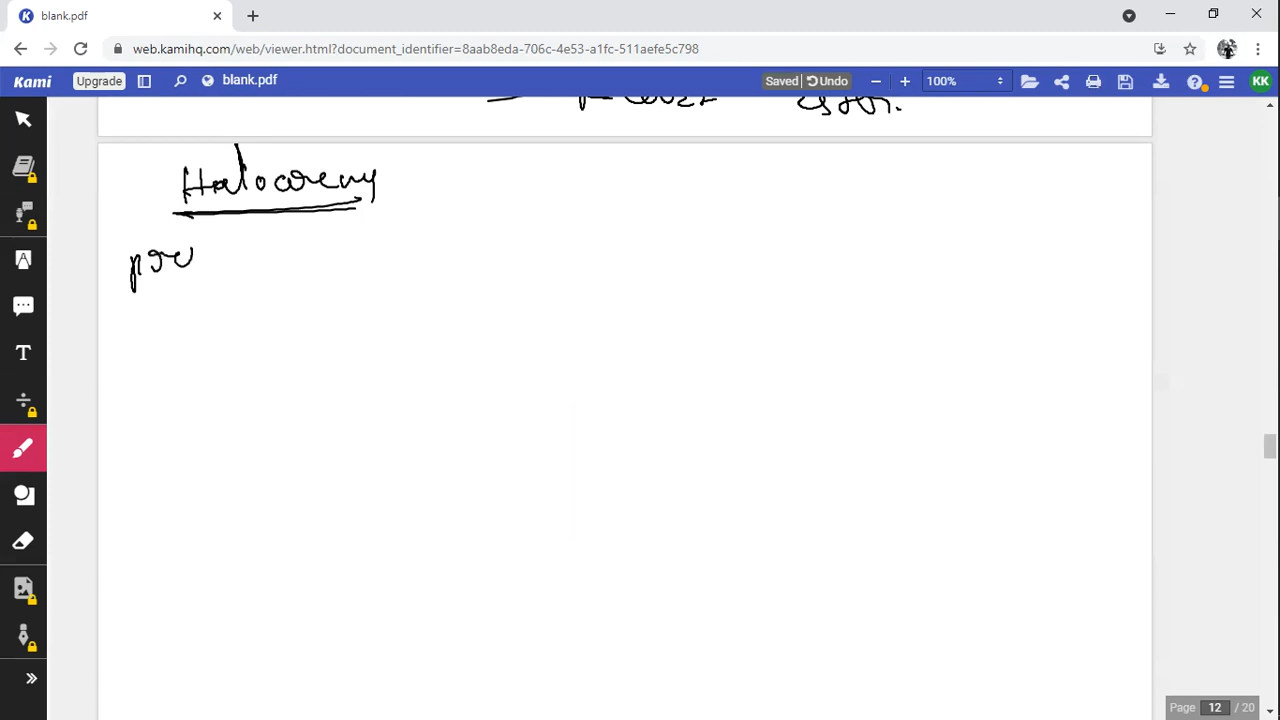 blank.pdf
web.kamihq.com/web/viewer.html?document_identifier=8aab8eda-706c-4e53-a1fc-511aefe5c798
Kami Upgrade blank.pdf Saved Undo 100% KK
Haloareny
pre
Page 12 / 20